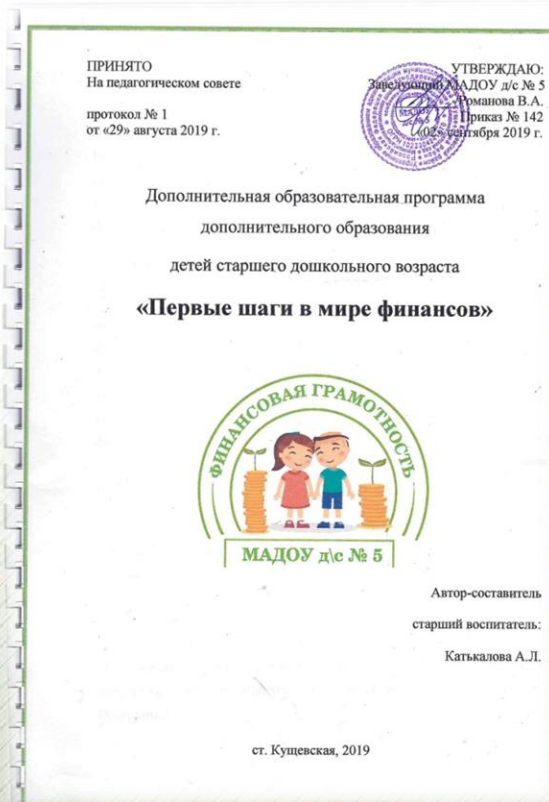 ПРИНЯТО
На педагогическом совете
протокол № 1
от «29» августа 2019 г.
УТВЕРЖДАЮ:
Заведующий МАДОУ д/с № 5
Романова В.А.
Приказ № 142
«02» сентября 2019 г.
Дополнительная образовательная программа
дополнительного образования
детей старшего дошкольного возраста
«Первые шаги в мире финансов»
ФИНАНСОВАЯ ГРАМОТНОСТЬ
МАДОУ д\с № 5
Автор-составитель
старший воспитатель:
Катькалова А.Л.
ст. Кущевская, 2019